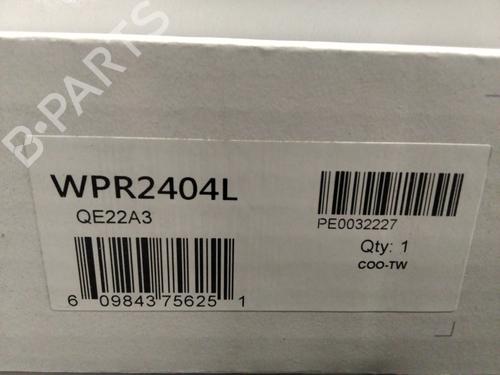 B-PARTS
WPR2404L
QE22A3
6 09843 75625 1
PE0032227
Qty: 1
COO-TW